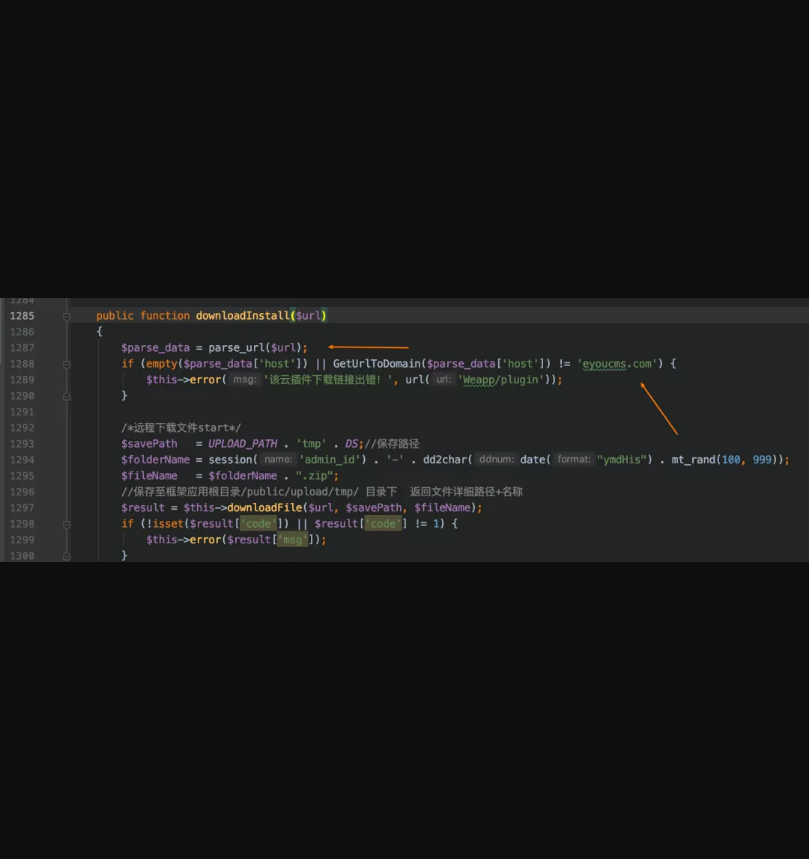 1284
1285 public function downloadInstall($url)
1286 {
1287 $parse_data = parse_url($url);
1288 if (empty($parse_data['host']) || GetUrlToDomain($parse_data['host']) != 'eyoucms.com') {
1289 $this->error( msg: '该云插件下载链接出错! ', url( url: 'Weapp/plugin'));
1290 }
1291
1292 /*远程下载文件start*/
1293 $savePath = UPLOAD_PATH . 'tmp' . DS;//保存路径
1294 $folderName = session( name: 'admin_id') . '-' . dd2char( ddnum: date( format: "ymdHis") . mt_rand(100, 999));
1295 $fileName = $folderName . ".zip";
1296 //保存至框架应用根目录/public/upload/tmp/ 目录下 返回文件详细路径+名称
1297 $result = $this->downloadFile($url, $savePath, $fileName);
1298 if (!isset($result['code']) || $result['code'] != 1) {
1299 $this->error($result['msg']);
1300 }